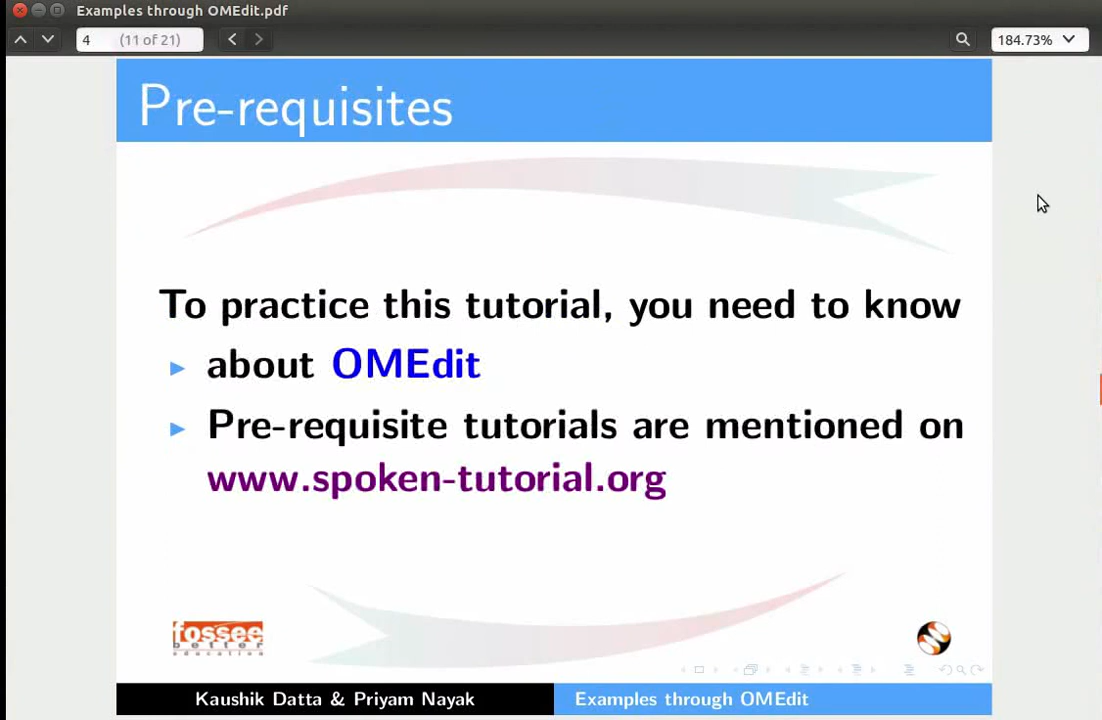 Examples through OMEdit.pdf
4 (11 of 21) 184.73%
Pre-requisites
To practice this tutorial, you need to know
about OMEdit
Pre-requisite tutorials are mentioned on
www.spoken-tutorial.org
fossee
better
education
Kaushik Datta & Priyam Nayak Examples through OMEdit